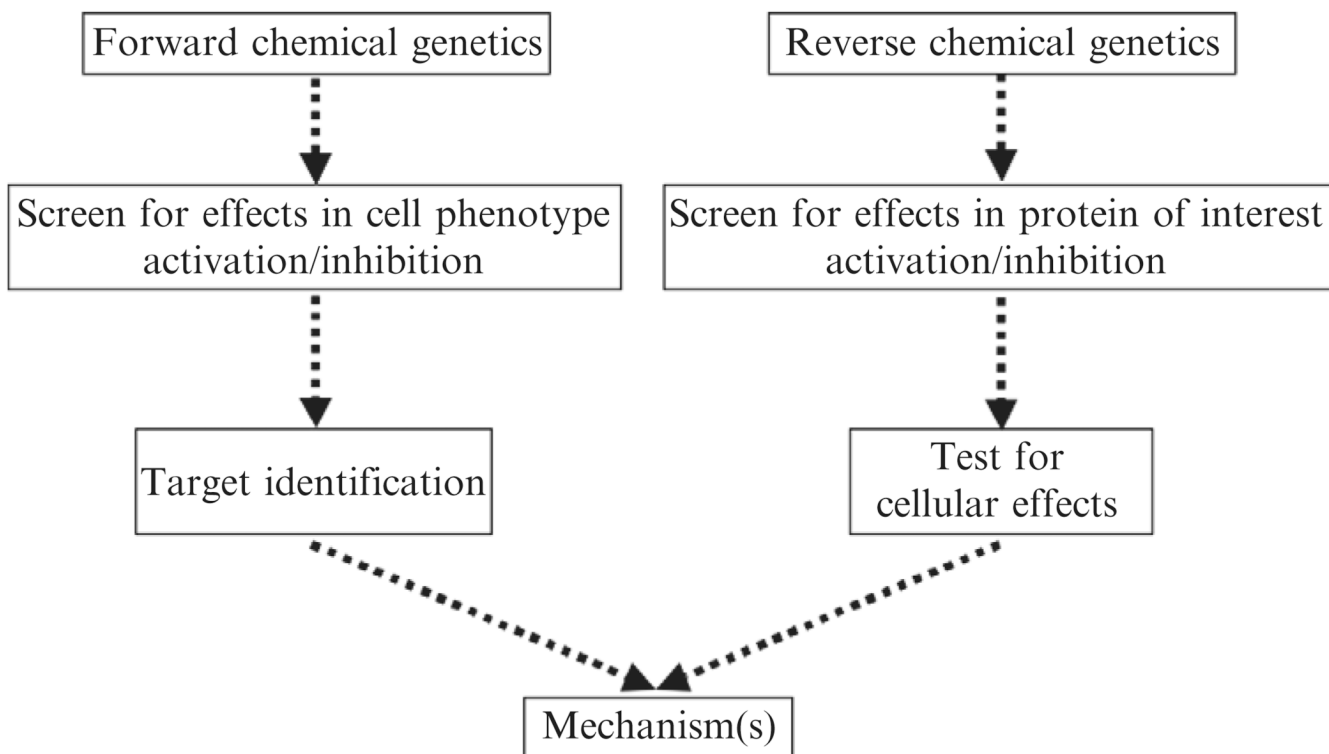 Forward chemical genetics
Reverse chemical genetics
Screen for effects in cell phenotype
activation/inhibition
Screen for effects in protein of interest
activation/inhibition
Target identification
Test for
cellular effects
Mechanism(s)